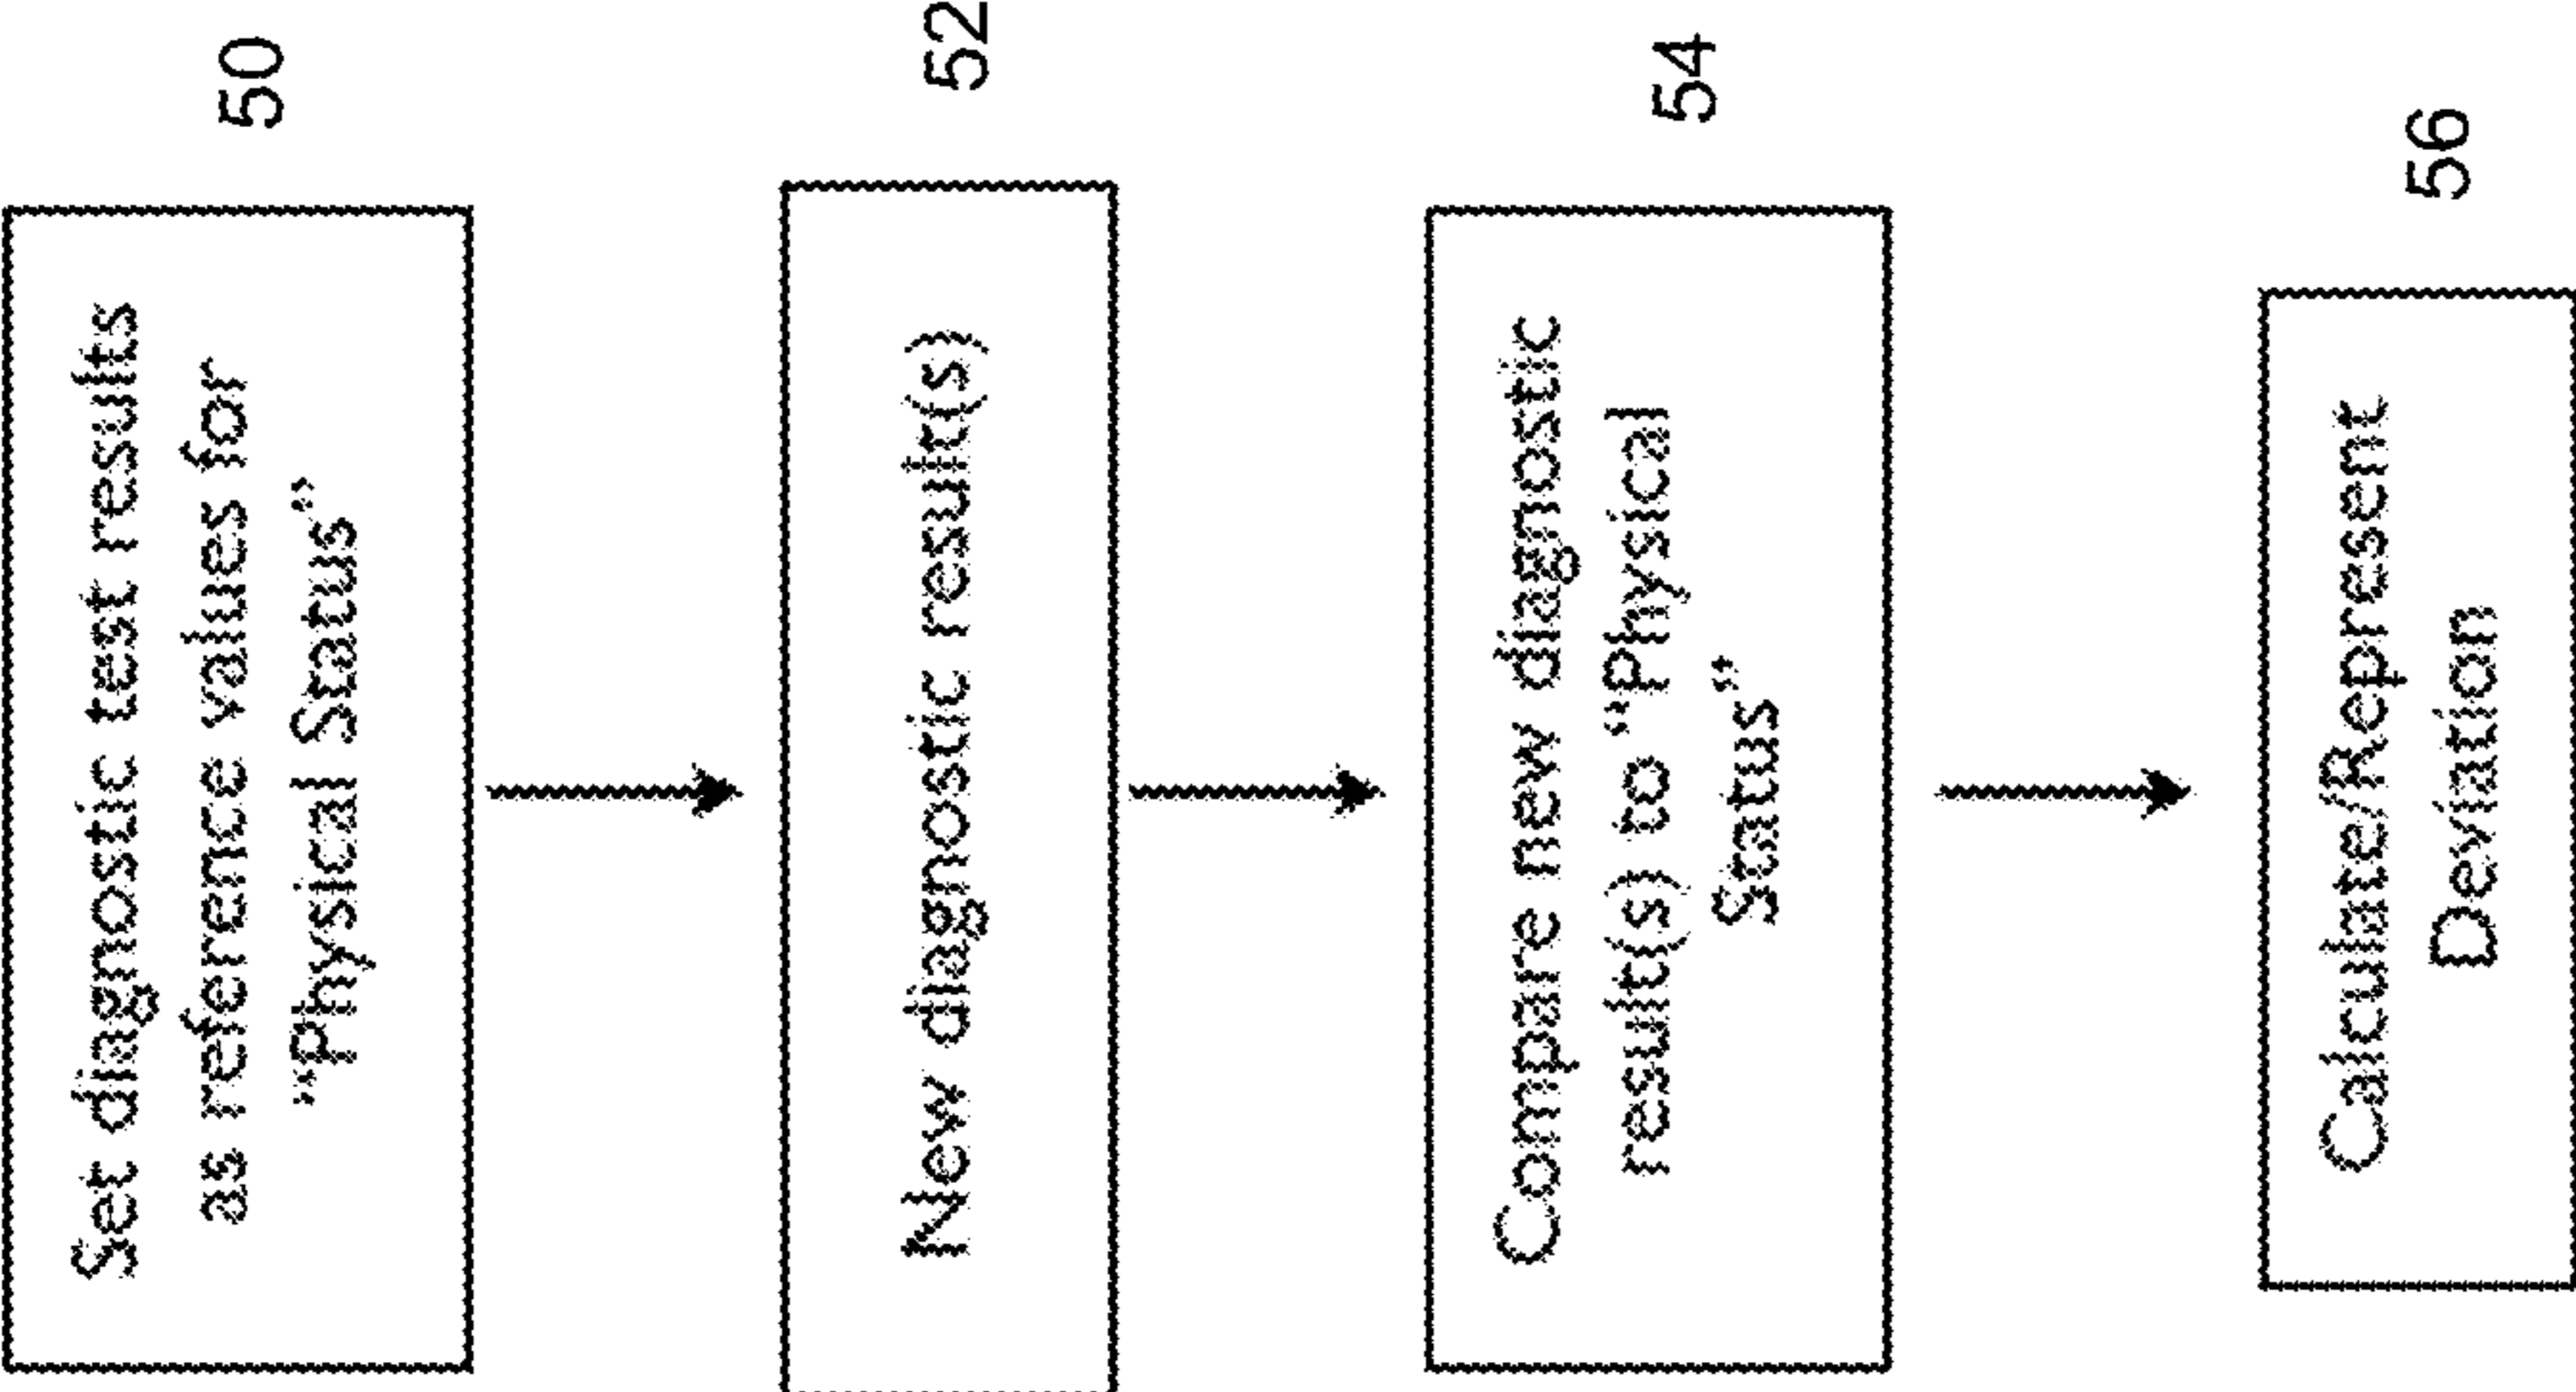 Set diagnostic test results
as reference values for
“Physical Status”
50
New diagnostic result(s)
52
Compare new diagnostic
result(s) to “Physical
Status”
54
Calculate/Represent
Deviation
56